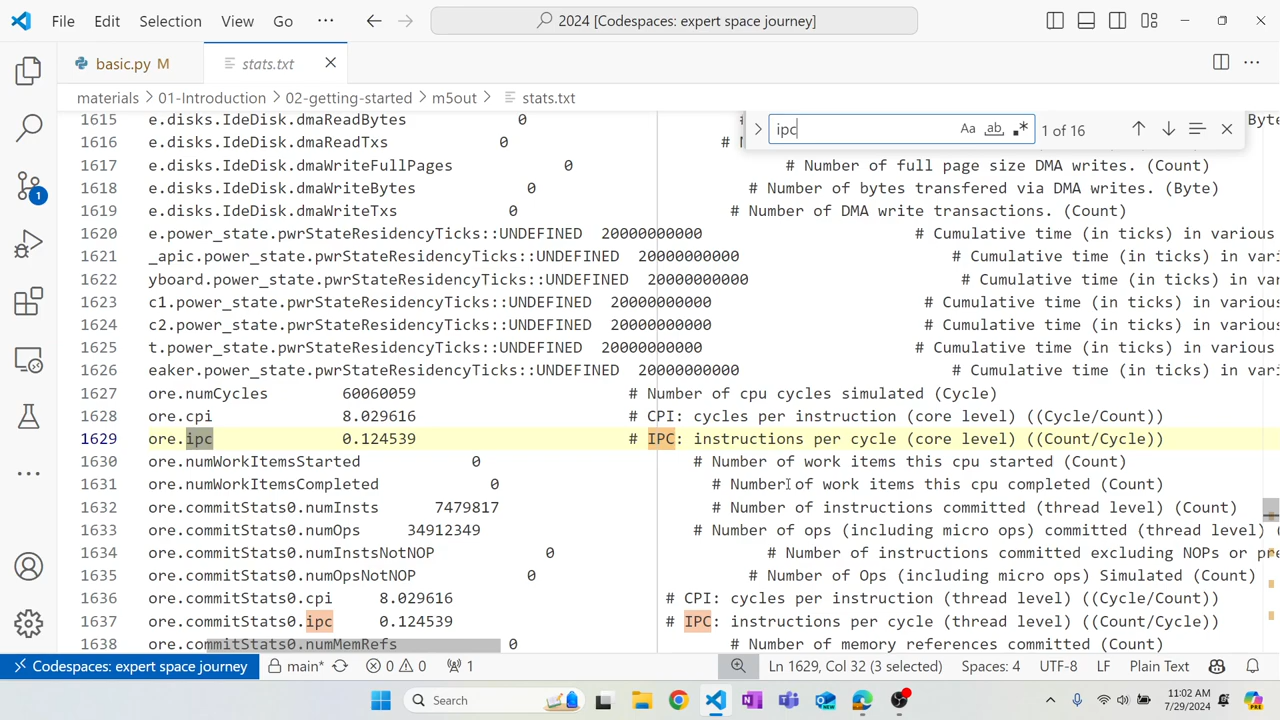 File Edit Selection View Go ··· 2024 [Codespaces: expert space journey]
basic.py M stats.txt
materials > 01-Introduction > 02-getting-started > m5out > stats.txt
ipc Aa ab .* 1 of 16
1615 e.disks.IdeDisk.dmaReadBytes 0 # Byte
1616 e.disks.IdeDisk.dmaReadTxs 0 # N
1617 e.disks.IdeDisk.dmaWriteFullPages 0 # Number of full page size DMA writes. (Count)
1618 e.disks.IdeDisk.dmaWriteBytes 0 # Number of bytes transfered via DMA writes. (Byte)
1619 e.disks.IdeDisk.dmaWriteTxs 0 # Number of DMA write transactions. (Count)
1620 e.power_state.pwrStateResidencyTicks::UNDEFINED 20000000000 # Cumulative time (in ticks) in various
1621 _apic.power_state.pwrStateResidencyTicks::UNDEFINED 20000000000 # Cumulative time (in ticks) in vari
1622 yboard.power_state.pwrStateResidencyTicks::UNDEFINED 20000000000 # Cumulative time (in ticks) in var
1623 c1.power_state.pwrStateResidencyTicks::UNDEFINED 20000000000 # Cumulative time (in ticks) in various
1624 c2.power_state.pwrStateResidencyTicks::UNDEFINED 20000000000 # Cumulative time (in ticks) in various
1625 t.power_state.pwrStateResidencyTicks::UNDEFINED 20000000000 # Cumulative time (in ticks) in various
1626 eaker.power_state.pwrStateResidencyTicks::UNDEFINED 20000000000 # Cumulative time (in ticks) in vari
1627 ore.numCycles 60060059 # Number of cpu cycles simulated (Cycle)
1628 ore.cpi 8.029616 # CPI: cycles per instruction (core level) ((Cycle/Count))
1629 ore.ipc 0.124539 # IPC: instructions per cycle (core level) ((Count/Cycle))
1630 ore.numWorkItemsStarted 0 # Number of work items this cpu started (Count)
1631 ore.numWorkItemsCompleted 0 # Number of work items this cpu completed (Count)
1632 ore.commitStats0.numInsts 7479817 # Number of instructions committed (thread level) (Count)
1633 ore.commitStats0.numOps 34912349 # Number of ops (including micro ops) committed (thread level) (
1634 ore.commitStats0.numInstsNotNOP 0 # Number of instructions committed excluding NOPs or pre
1635 ore.commitStats0.numOpsNotNOP 0 # Number of Ops (including micro ops) Simulated (Count)
1636 ore.commitStats0.cpi 8.029616 # CPI: cycles per instruction (thread level) ((Cycle/Count))
1637 ore.commitStats0.ipc 0.124539 # IPC: instructions per cycle (thread level) ((Count/Cycle))
1638 ore.commitStats0.numMemRefs 0 # Number of memory references committed (Count)
Codespaces: expert space journey main* 0 0 1 Ln 1629, Col 32 (3 selected) Spaces: 4 UTF-8 LF Plain Text
Search 11:02 AM
7/29/2024